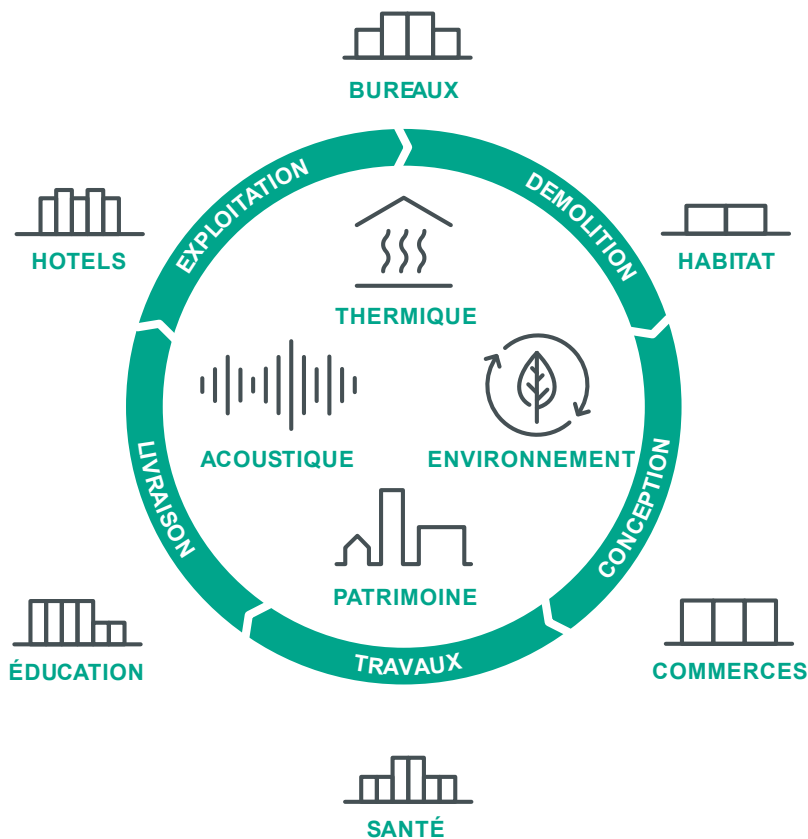 BUREAUX
EXPLOITATION
DEMOLITION
HOTELS
HABITAT
THERMIQUE
ACOUSTIQUE
ENVIRONNEMENT
LIVRAISON
CONCEPTION
PATRIMOINE
TRAVAUX
ÉDUCATION
COMMERCES
SANTÉ